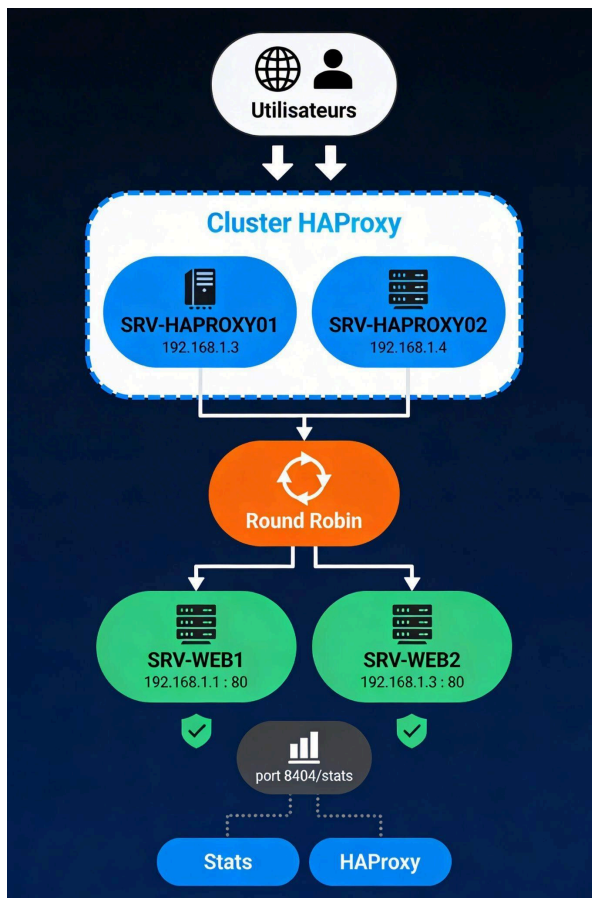 Utilisateurs
Cluster HAProxy
SRV-HAPROXY01
192.168.1.3
SRV-HAPROXY02
192.168.1.4
Round Robin
SRV-WEB1
192.168.1.1 : 80
SRV-WEB2
192.168.1.3 : 80
port 8404/stats
Stats
HAProxy